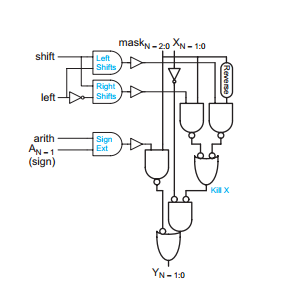 mask N – 2:0 X N – 1:0
shift
Left
Shifts
Reverse
Right
Shifts
left
arith
Sign
Ext
A N – 1
(sign)
Kill X
Y N – 1:0